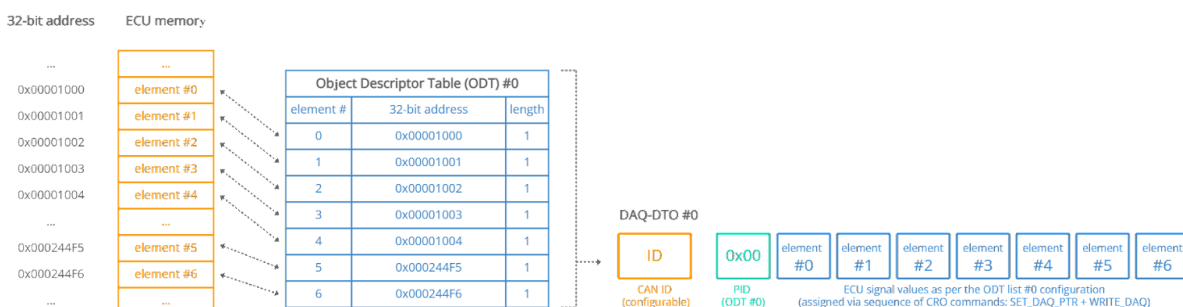 32-bit address ECU memory
... ...
0x00001000 element #0
0x00001001 element #1
0x00001002 element #2
0x00001003 element #3
0x00001004 element #4
... ...
0x000244F5 element #5
0x000244F6 element #6
... ...
Object Descriptor Table (ODT) #0
element # 32-bit address length
0 0x00001000 1
1 0x00001001 1
2 0x00001002 1
3 0x00001003 1
4 0x00001004 1
5 0x000244F5 1
6 0x000244F6 1
DAQ-DTO #0
ID 0x00 element #0 element #1 element #2 element #3 element #4 element #5 element #6
CAN ID
(configurable)
PID
(ODT #0)
ECU signal values as per the ODT list #0 configuration
(assigned via sequence of CRO commands: SET_DAQ_PTR + WRITE_DAQ)